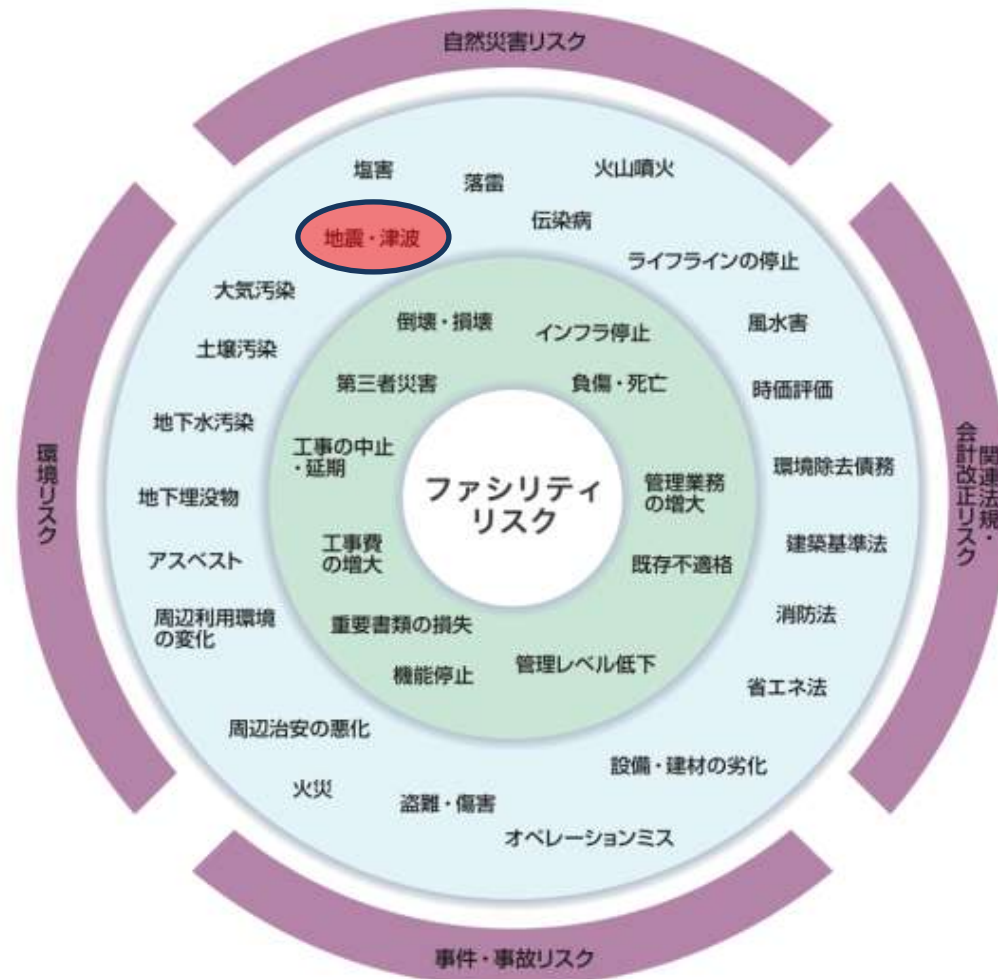 自然災害リスク
塩害
落雷
火山噴火
地震・津波
伝染病
ライフラインの停止
大気汚染
風水害
土壌汚染
時価評価
地下水汚染
環境除去債務
地下埋没物
建築基準法
アスベスト
消防法
周辺利用環境
の変化
省エネ法
周辺治安の悪化
設備・建材の劣化
火災
盗難・傷害
オペレーションミス
倒壊・損壊
インフラ停止
第三者災害
負傷・死亡
工事の中止
・延期
管理業務
の増大
工事費
の増大
既存不適格
重要書類の損失
機能停止
管理レベル低下
ファシリティ
リスク
環境リスク
関連法規・
会計改正リスク
事件・事故リスク